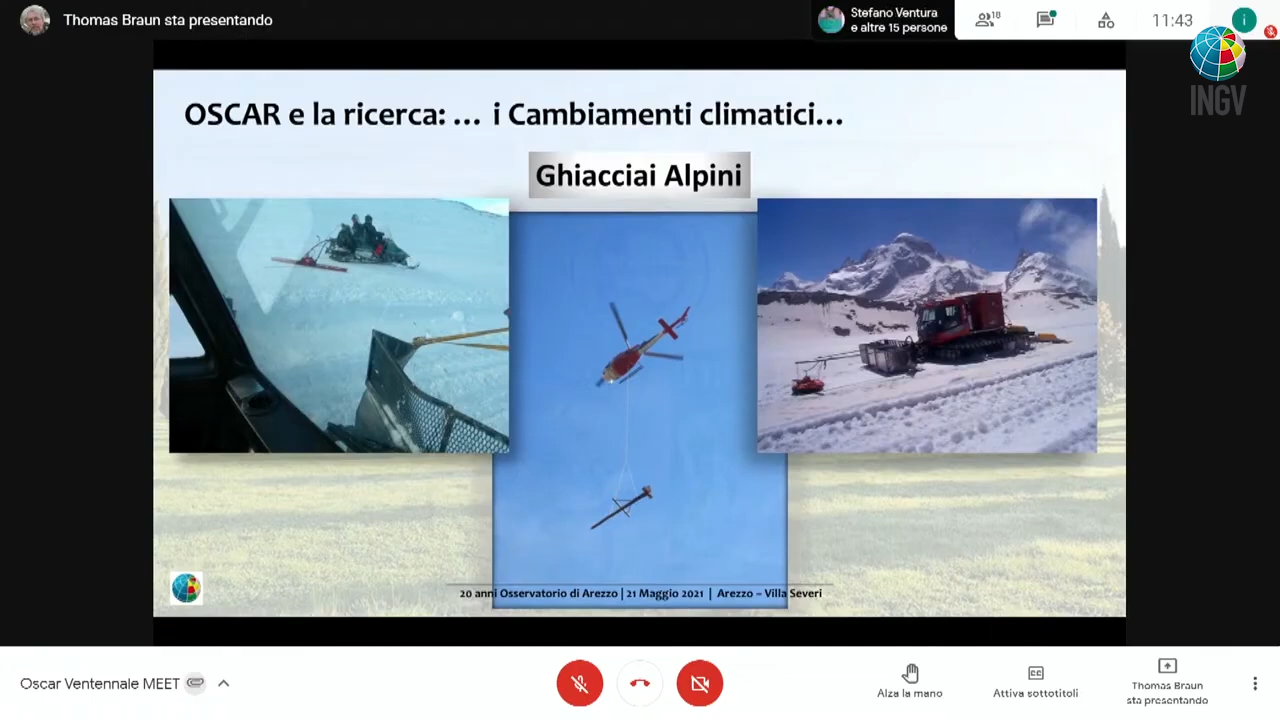 Thomas Braun sta presentando
Stefano Ventura
e altre 15 persone
18
11:43
i
INGV
OSCAR e la ricerca: ... i Cambiamenti climatici...
Ghiacciai Alpini
20 anni Osservatorio di Arezzo | 21 Maggio 2021 | Arezzo – Villa Severi
Oscar Ventennale MEET
Alza la mano
Attiva sottotitoli
Thomas Braun
sta presentando